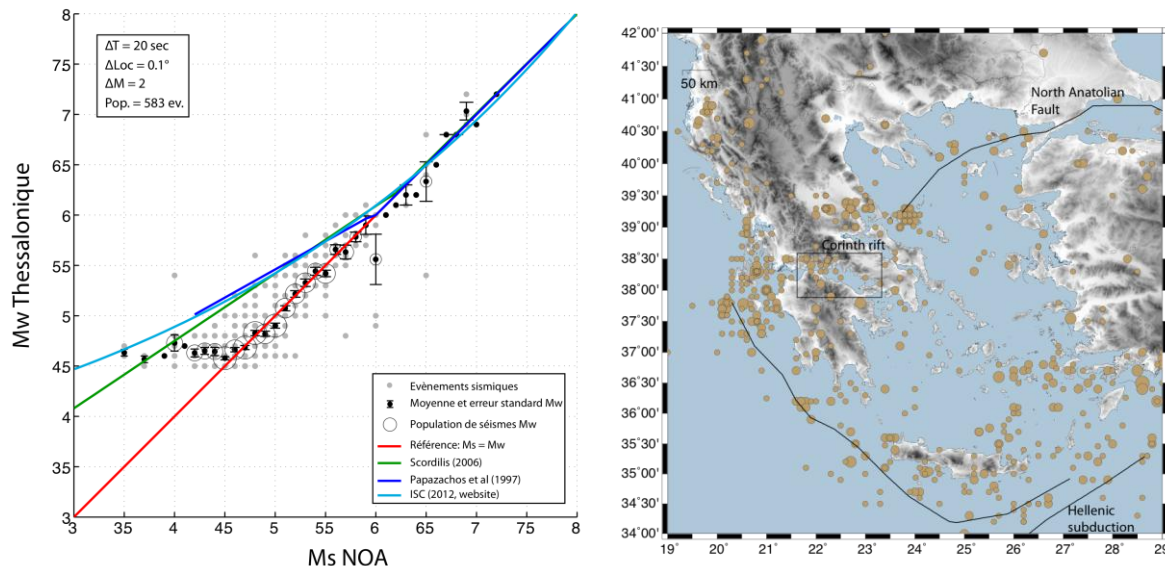 ΔT = 20 sec
ΔLoc = 0.1°
ΔM = 2
Pop. = 583 ev.
Mw Thessalonique
8
75
7
65
6
5.5
5
45
4
35
3
3
35
4
45
5
55
6
65
7
75
8
Ms NOA
Evènements sismiques
Moyenne et erreur standard Mw
Population de séismes Mw
Référence: Ms = Mw
Scordilis (2006)
Papazachos et al (1997)
ISC (2012, website)
42°00'
41°30'
41°00'
40°30'
40°00'
39°30'
39°00'
38°30'
38°00'
37°30'
37°00'
36°30'
36°00'
35°30'
35°00'
34°30'
34°00'
50 km
North Anatolian
Fault
Corinth rift
Hellenic
subduction
19°
20°
21°
22°
23°
24°
25°
26°
27°
28°
29°